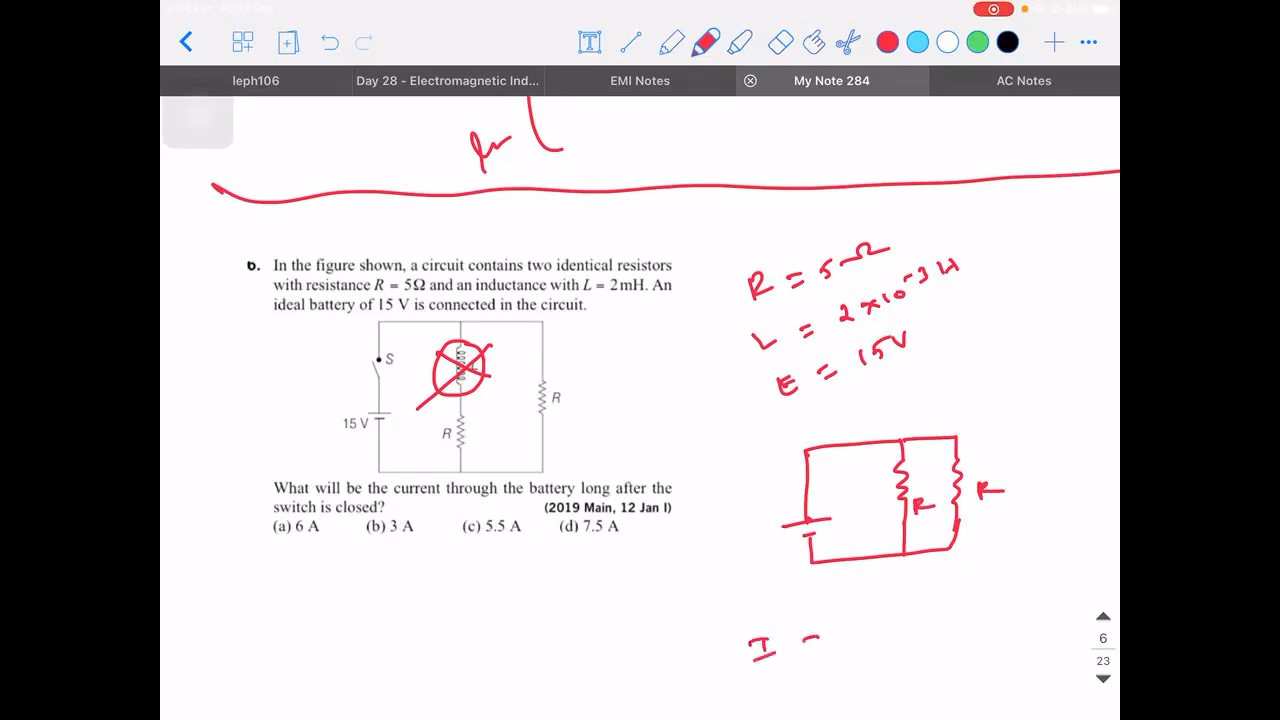 leph106
Day 28 - Electromagnetic Ind...
EMI Notes
My Note 284
AC Notes
6. In the figure shown, a circuit contains two identical resistors
with resistance R = 5Ω and an inductance with L = 2mH. An
ideal battery of 15 V is connected in the circuit.
S
15 V
R
R
What will be the current through the battery long after the
switch is closed? (2019 Main, 12 Jan I)
(a) 6 A (b) 3 A (c) 5.5 A (d) 7.5 A
R = 5Ω
L = 2×10⁻³H
E = 15V
R
R
I
6
23